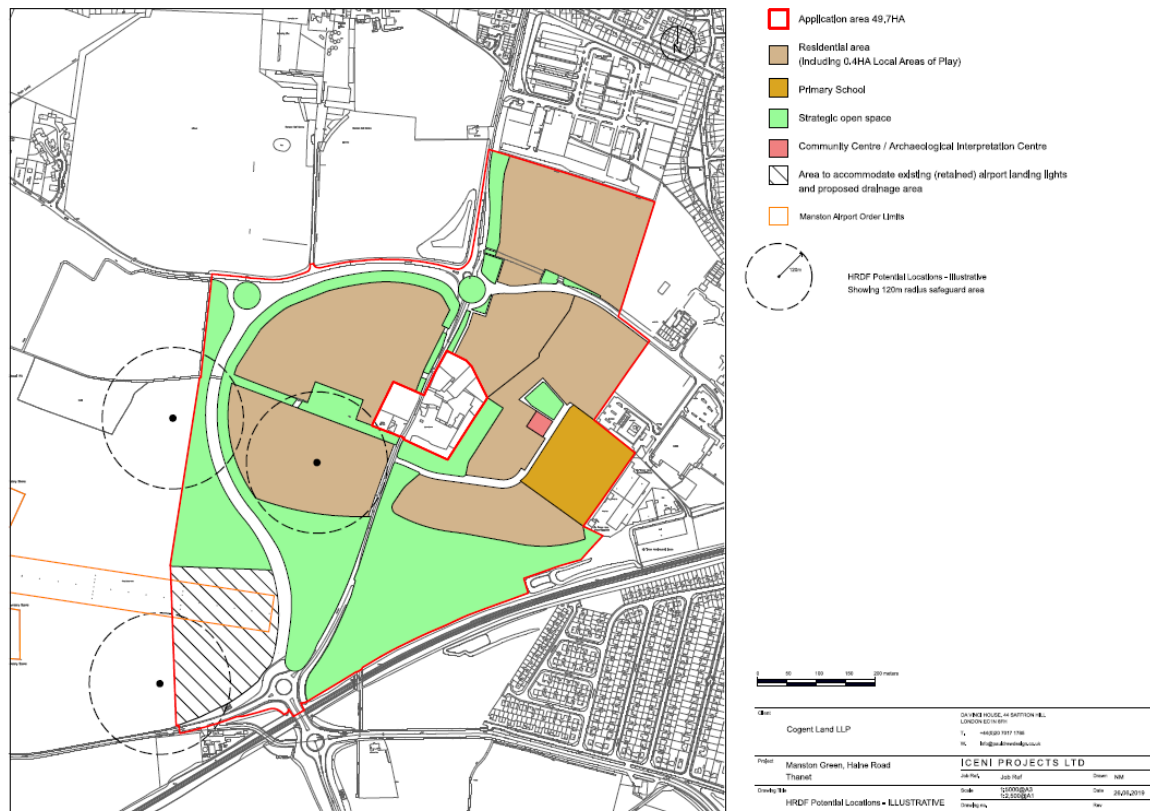 N
Application area 49.7HA
Residential area
(Including 0.4HA Local Areas of Play)
Primary School
Strategic open space
Community Centre / Archaeological Interpretation Centre
Area to accommodate existing (retained) airport landing lights
and proposed drainage area
Manston Airport Order Limits
120m
HRDF Potential Locations - Illustrative
Showing 120m radius safeguard area
0 50 100 150 200 meters
Client
Cogent Land LLP
DA VINCI HOUSE, 44 SAFFRON HILL
LONDON EC1N 8FH
T.
W.
Project
Manston Green, Haine Road
Thanet
ICENI PROJECTS LTD
Job Ref. Job Ref Drawn NM
Drawing Title
HRDF Potential Locations - ILLUSTRATIVE
Scale 1:5000@A3
1:2,500@A1
Date
Drawing no. Rev